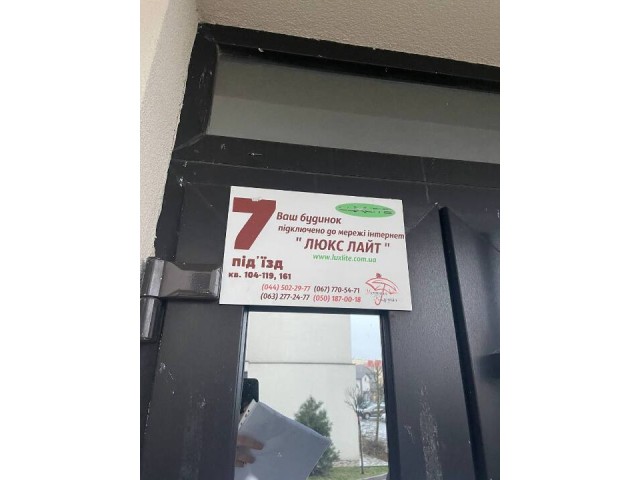 7
під'їзд
кв. 104-119, 161
Ваш будинок
підключено до мережі інтернет
" ЛЮКС ЛАЙТ "
www.luxlite.com.ua
(044) 502-29-77 (067) 770-54-71
(063) 277-24-77 (050) 187-00-18